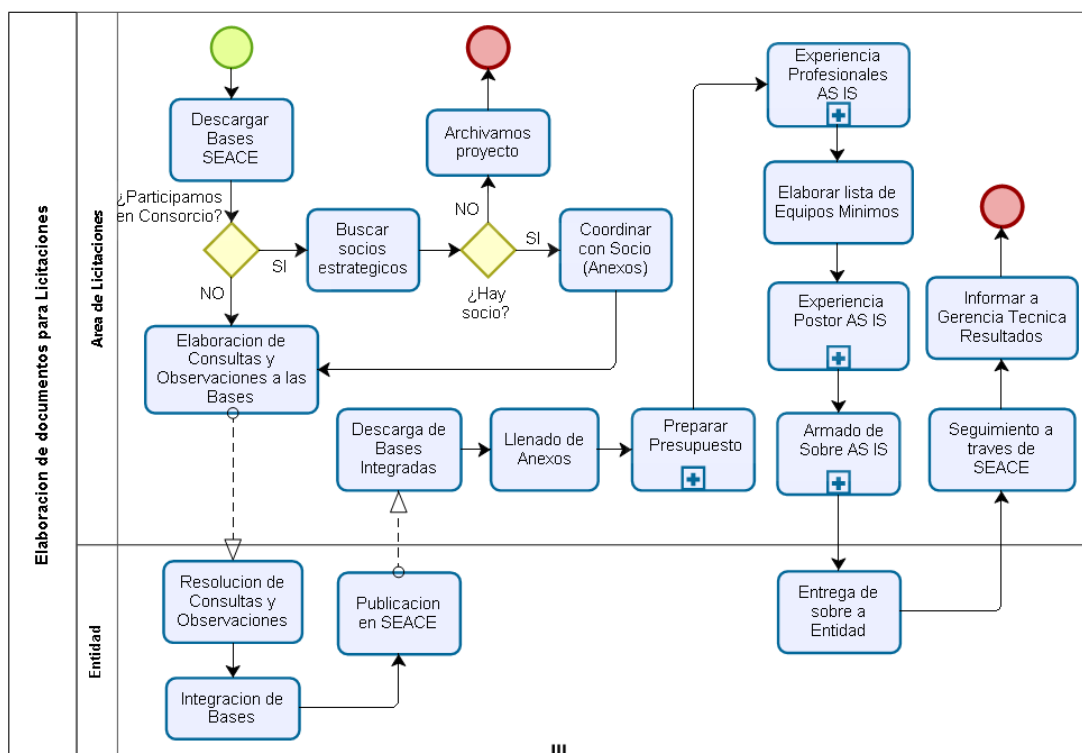 Elaboracion de documentos para Licitaciones
Area de Licitaciones
Descargar
Bases
SEACE
¿Participamos
en Consorcio?
SI
NO
Buscar
socios
estrategicos
¿Hay
socio?
NO
Archivamos
proyecto
SI
Coordinar
con Socio
(Anexos)
Elaboracion de
Consultas y
Observaciones a las
Bases
Descarga de
Bases
Integradas
Llenado de
Anexos
Preparar
Presupuesto
Experiencia
Profesionales
AS IS
Elaborar lista de
Equipos Minimos
Experiencia
Postor AS IS
Armado de
Sobre AS IS
Informar a
Gerencia Tecnica
Resultados
Seguimiento a
traves de
SEACE
Entidad
Resolucion de
Consultas y
Observaciones
Integracion de
Bases
Publicacion
en SEACE
Entrega de
sobre a
Entidad